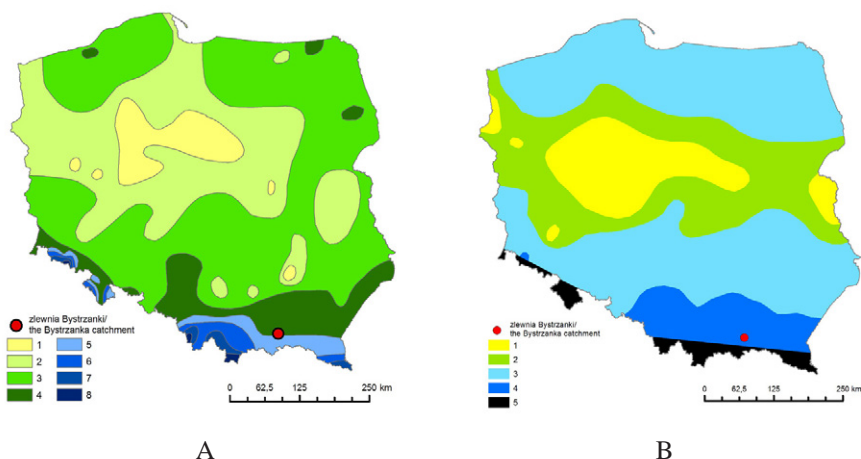 zlewnia Bystrzanki/
the Bystrzanka catchment
1 5
2 6
3 7
4 8
0 62,5 125 250 km
A
zlewnia Bystrzanki/
the Bystrzanka catchment
1
2
3
4
5
0 62,5 125 250 km
B